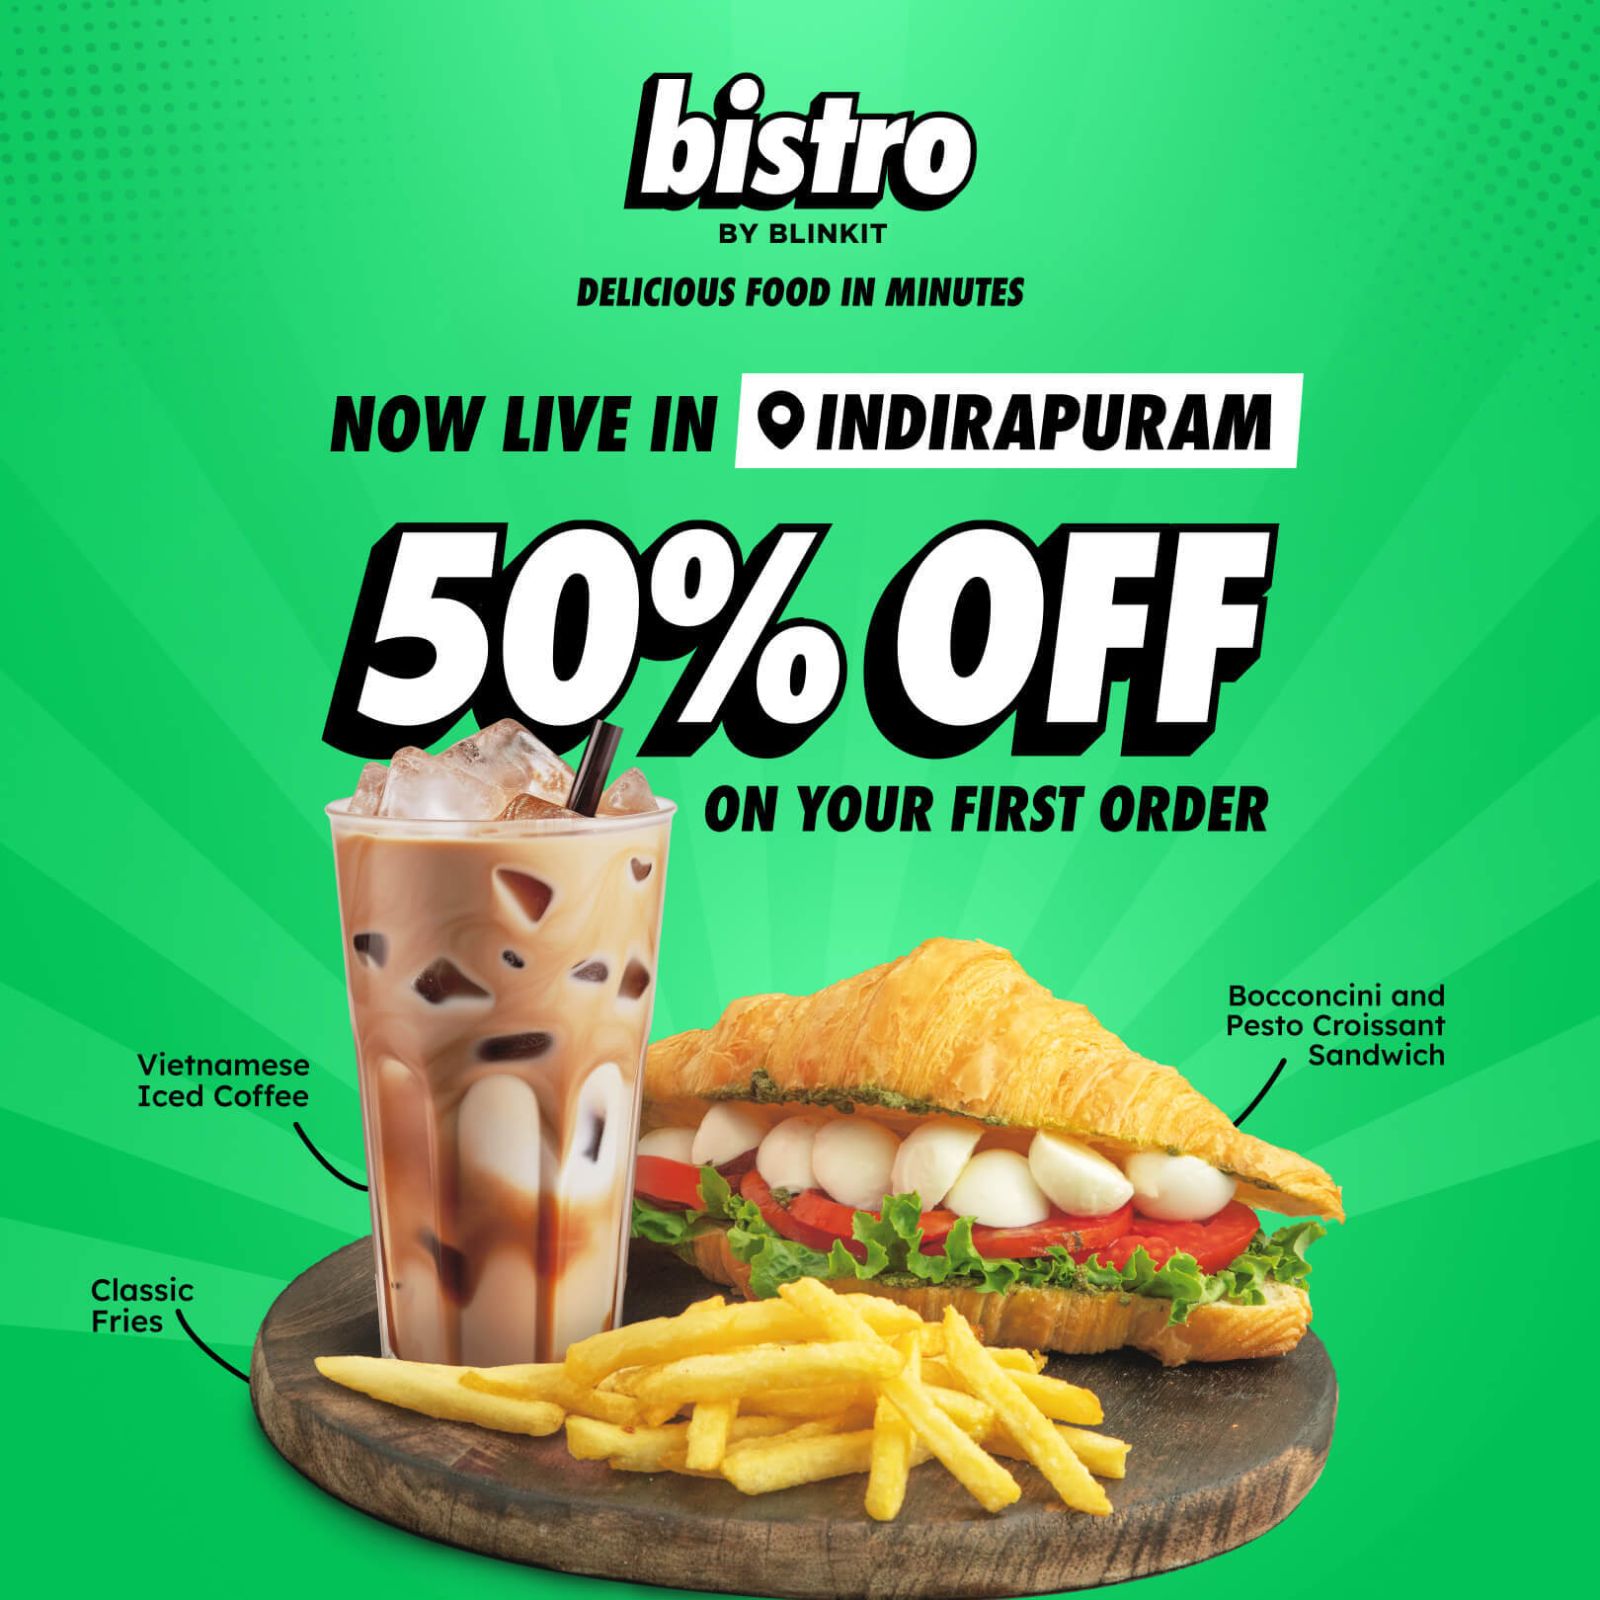 bistro
BY BLINKIT
DELICIOUS FOOD IN MINUTES
NOW LIVE IN INDIRAPURAM
50% OFF
ON YOUR FIRST ORDER
Bocconcini and
Pesto Croissant
Sandwich
Vietnamese
Iced Coffee
Classic
Fries